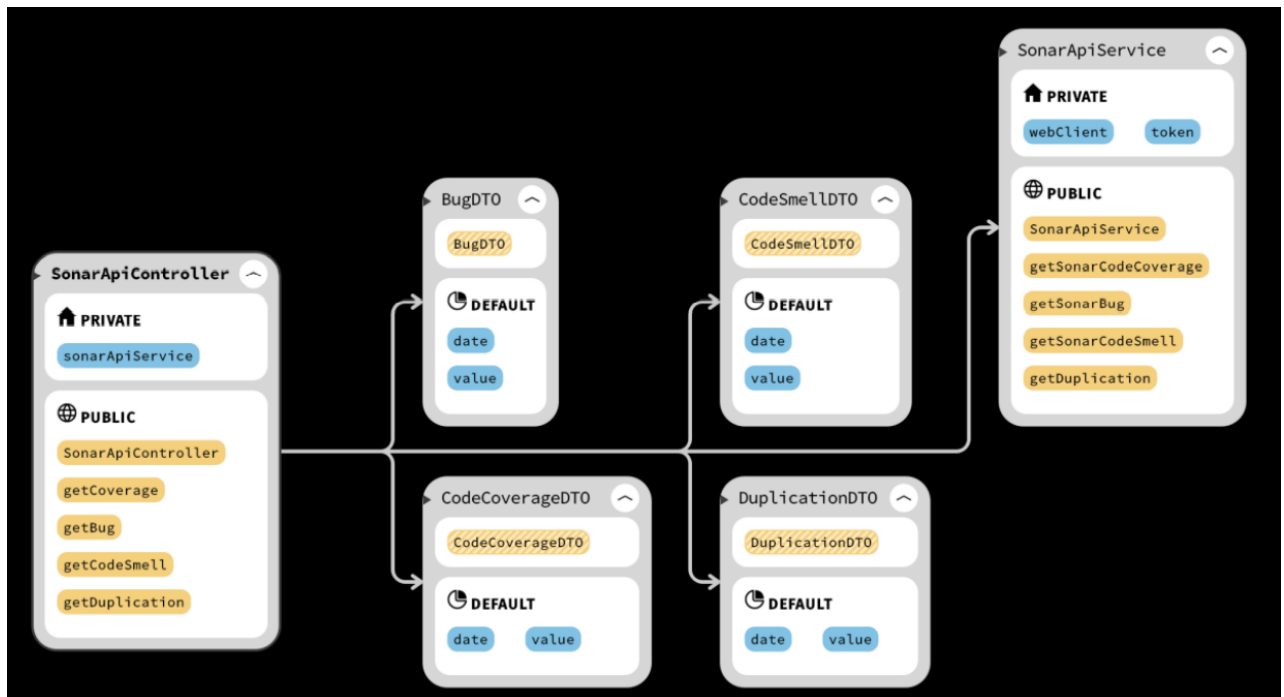 SonarApiController
PRIVATE
sonarApiService
PUBLIC
SonarApiController
getCoverage
getBug
getCodeSmell
getDuplication
BugDTO
BugDTO
DEFAULT
date
value
CodeCoverageDTO
CodeCoverageDTO
DEFAULT
date value
CodeSmellDTO
CodeSmellDTO
DEFAULT
date
value
DuplicationDTO
DuplicationDTO
DEFAULT
date value
SonarApiService
PRIVATE
webClient token
PUBLIC
SonarApiService
getSonarCodeCoverage
getSonarBug
getSonarCodeSmell
getDuplication